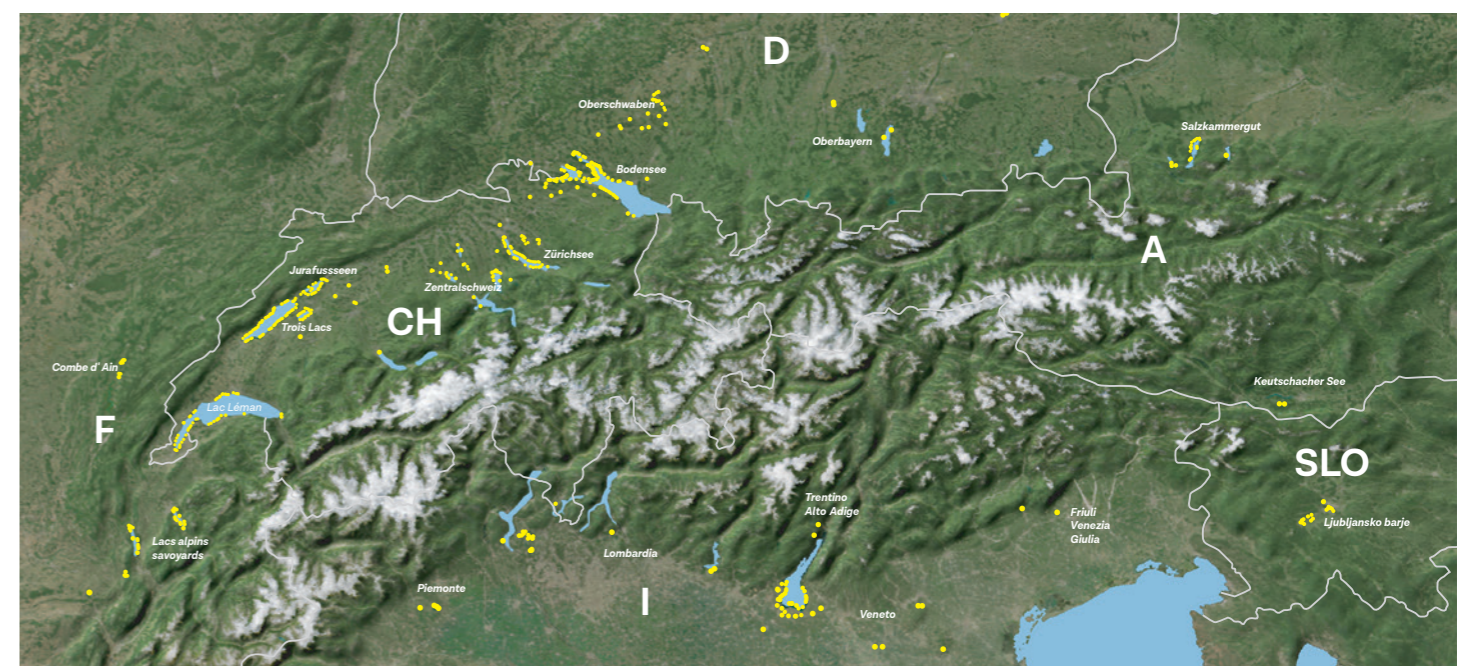 D
Oberschwaben
Salzkammergut
Oberbayern
Bodensee
A
Zürichsee
Jurafussseen
Zentralschweiz
CH
Trois Lacs
Combe d' Ain
Keutschacher See
Lac Léman
F
SLO
Trentino
Alto Adige
Friuli
Venezia
Giulia
Ljubljansko barje
Lacs alpins
savoyards
Lombardia
Piemonte
I
Veneto